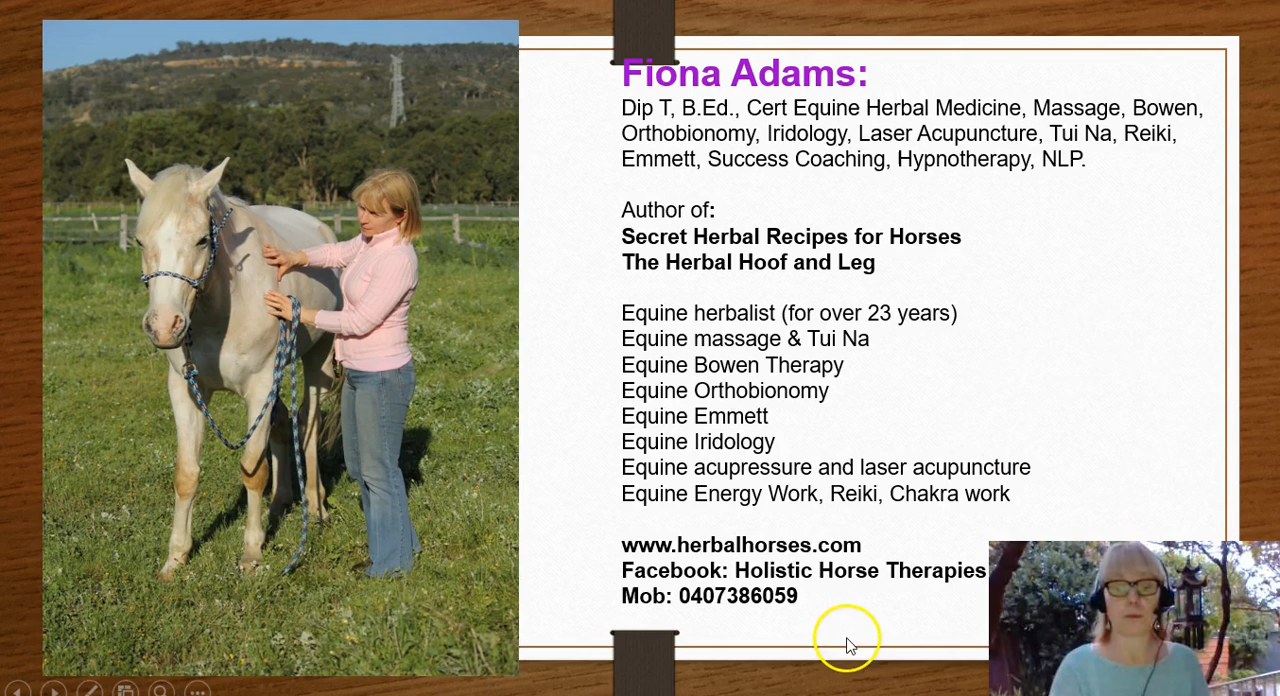 Fiona Adams:
Dip T, B.Ed., Cert Equine Herbal Medicine, Massage, Bowen,
Orthobionomy, Iridology, Laser Acupuncture, Tui Na, Reiki,
Emmett, Success Coaching, Hypnotherapy, NLP.
Author of:
Secret Herbal Recipes for Horses
The Herbal Hoof and Leg
Equine herbalist (for over 23 years)
Equine massage & Tui Na
Equine Bowen Therapy
Equine Orthobionomy
Equine Emmett
Equine Iridology
Equine acupressure and laser acupuncture
Equine Energy Work, Reiki, Chakra work
www.herbalhorses.com
Facebook: Holistic Horse Therapies
Mob: 0407386059